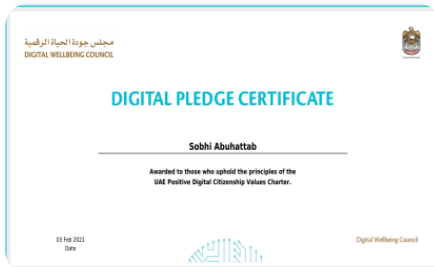 مجلس جودة الحياة الرقمية
DIGITAL WELLBEING COUNCIL
DIGITAL PLEDGE CERTIFICATE
Sobhi Abuhattab
Awarded to those who uphold the principles of the
UAE Positive Digital Citizenship Values Charter.
03 Feb 2021
Date
Digital Wellbeing Council